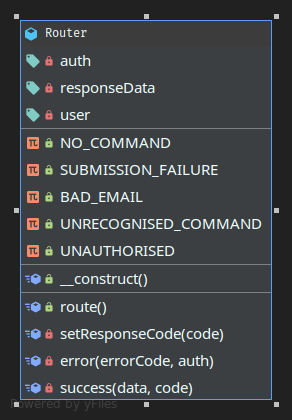 Router
auth
responseData
user
NO_COMMAND
SUBMISSION_FAILURE
BAD_EMAIL
UNRECOGNISED_COMMAND
UNAUTHORISED
__construct()
route()
setResponseCode(code)
error(errorCode, auth)
success(data, code)
Powered by yFiles